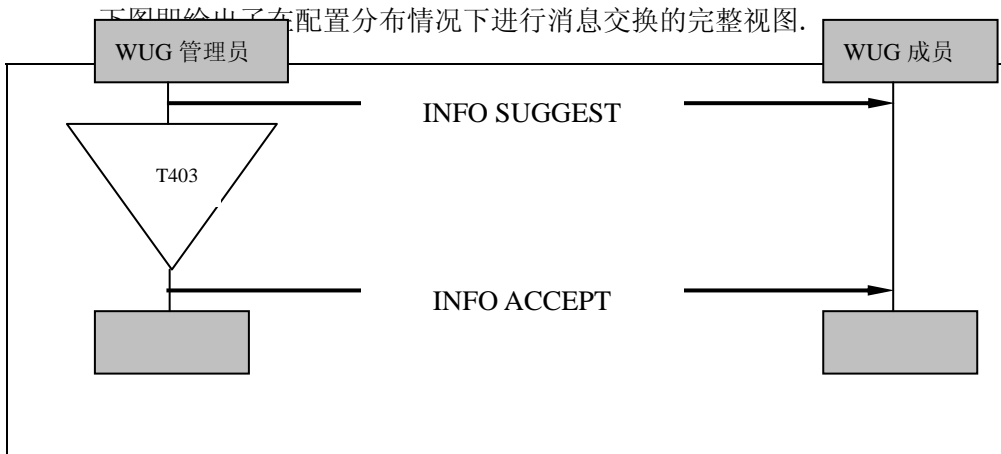 下图即给出了在配置分布情况下进行消息交换的完整视图.
WUG 管理员
WUG 成员
INFO SUGGEST
T403
INFO ACCEPT